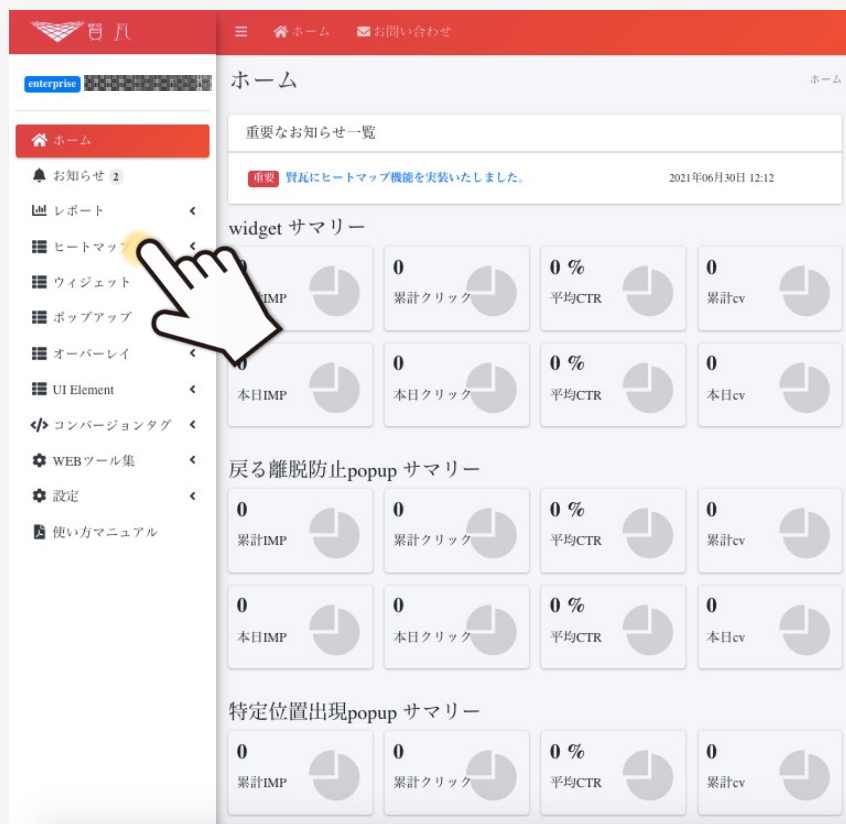 賢瓦
ホーム
お問い合わせ
enterprise
ホーム
お知らせ 2
レポート
ヒートマップ
ウィジェット
ポップアップ
オーバーレイ
UI Element
コンバージョンタグ
WEBツール集
設定
使い方マニュアル
ホーム
ホーム
重要なお知らせ一覧
重要 賢瓦にヒートマップ機能を実装いたしました。 2021年06月30日 12:12
widget サマリー
0 0 % 0
IMP 累計クリック 平均CTR 累計cv
0 0 0 % 0
本日IMP 本日クリック 平均CTR 本日cv
戻る離脱防止popup サマリー
0 0 0 % 0
累計IMP 累計クリック 平均CTR 累計cv
0 0 0 % 0
本日IMP 本日クリック 平均CTR 本日cv
特定位置出現popup サマリー
0 0 0 % 0
累計IMP 累計クリック 平均CTR 累計cv